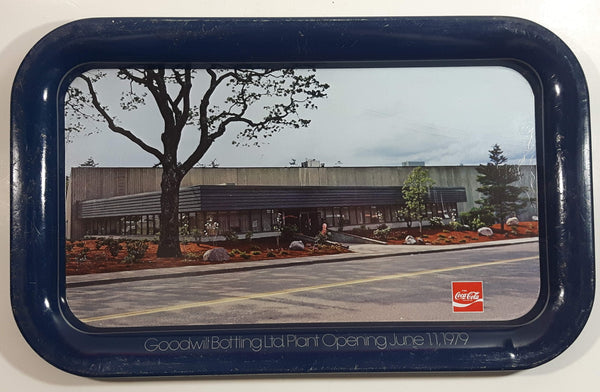 Coca-Cola
Goodwill Bottling Ltd. Plant Opening June 11, 1979